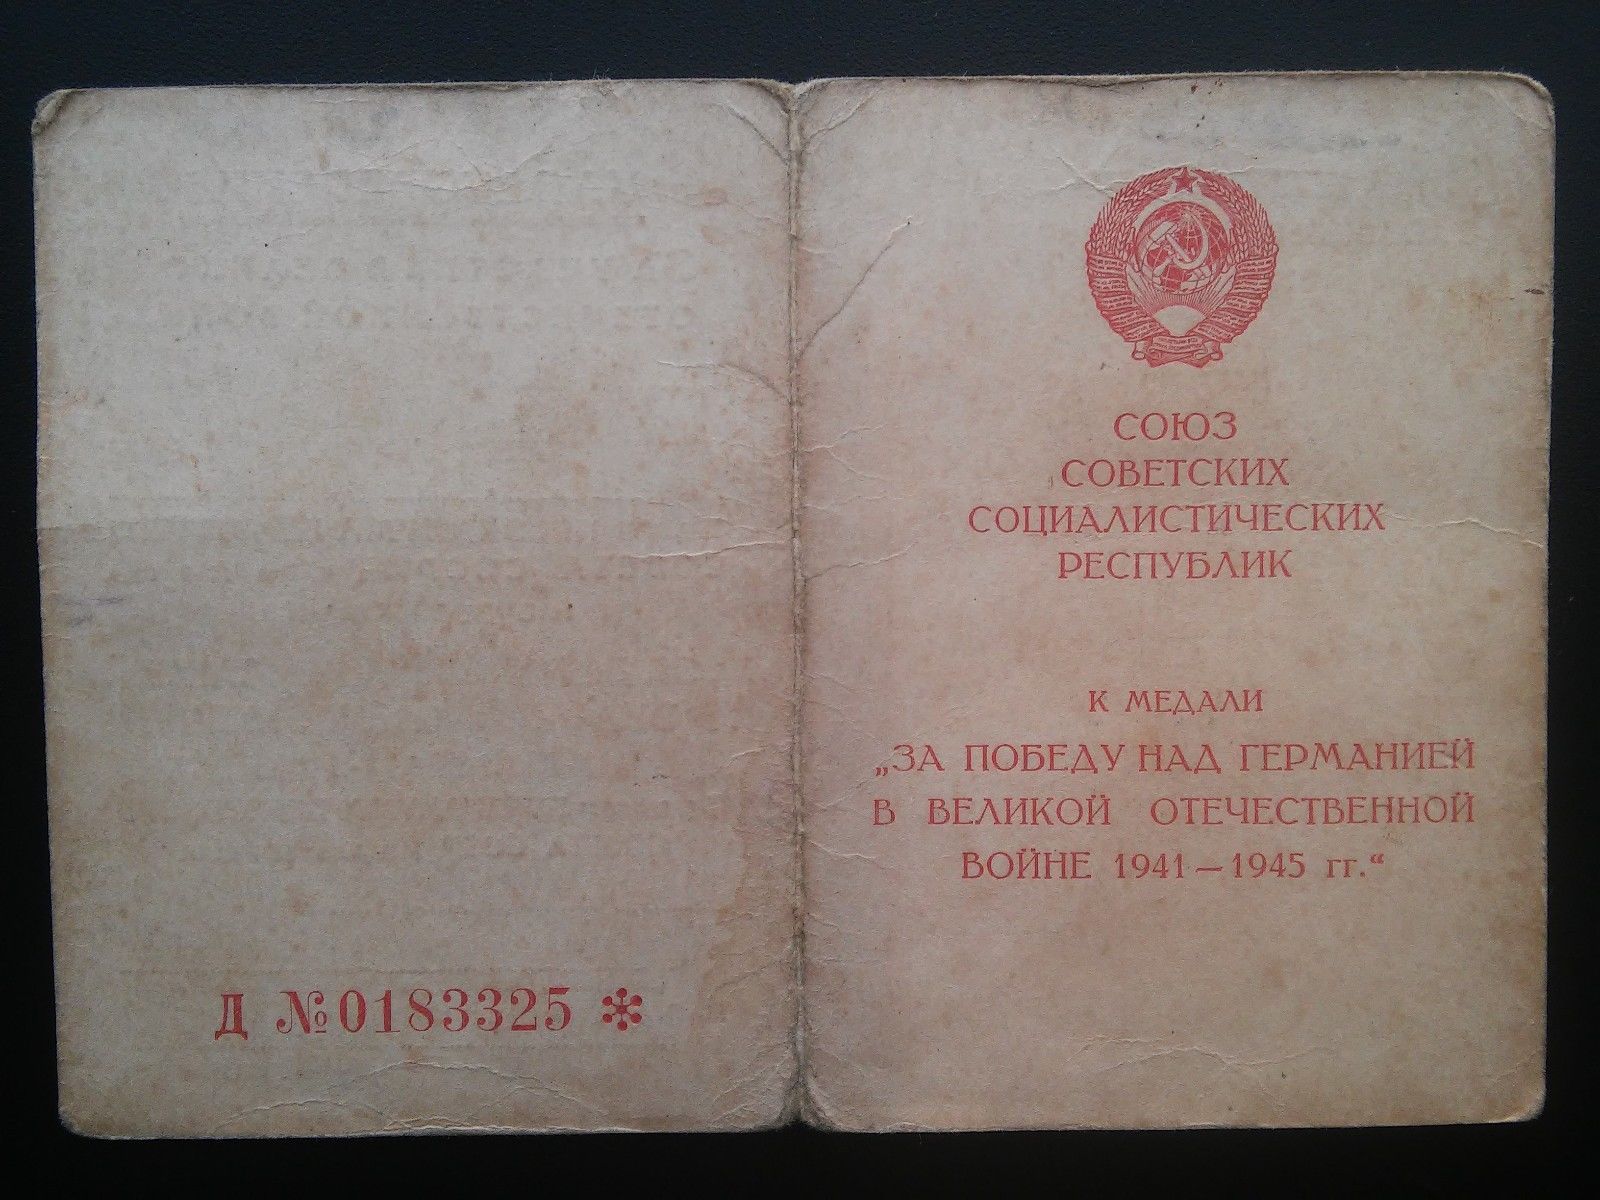 Д №0183325 *
СОЮЗ
СОВЕТСКИХ
СОЦИАЛИСТИЧЕСКИХ
РЕСПУБЛИК
К МЕДАЛИ
„ЗА ПОБЕДУ НАД ГЕРМАНИЕЙ
В ВЕЛИКОЙ ОТЕЧЕСТВЕННОЙ
ВОЙНЕ 1941—1945 гг.“